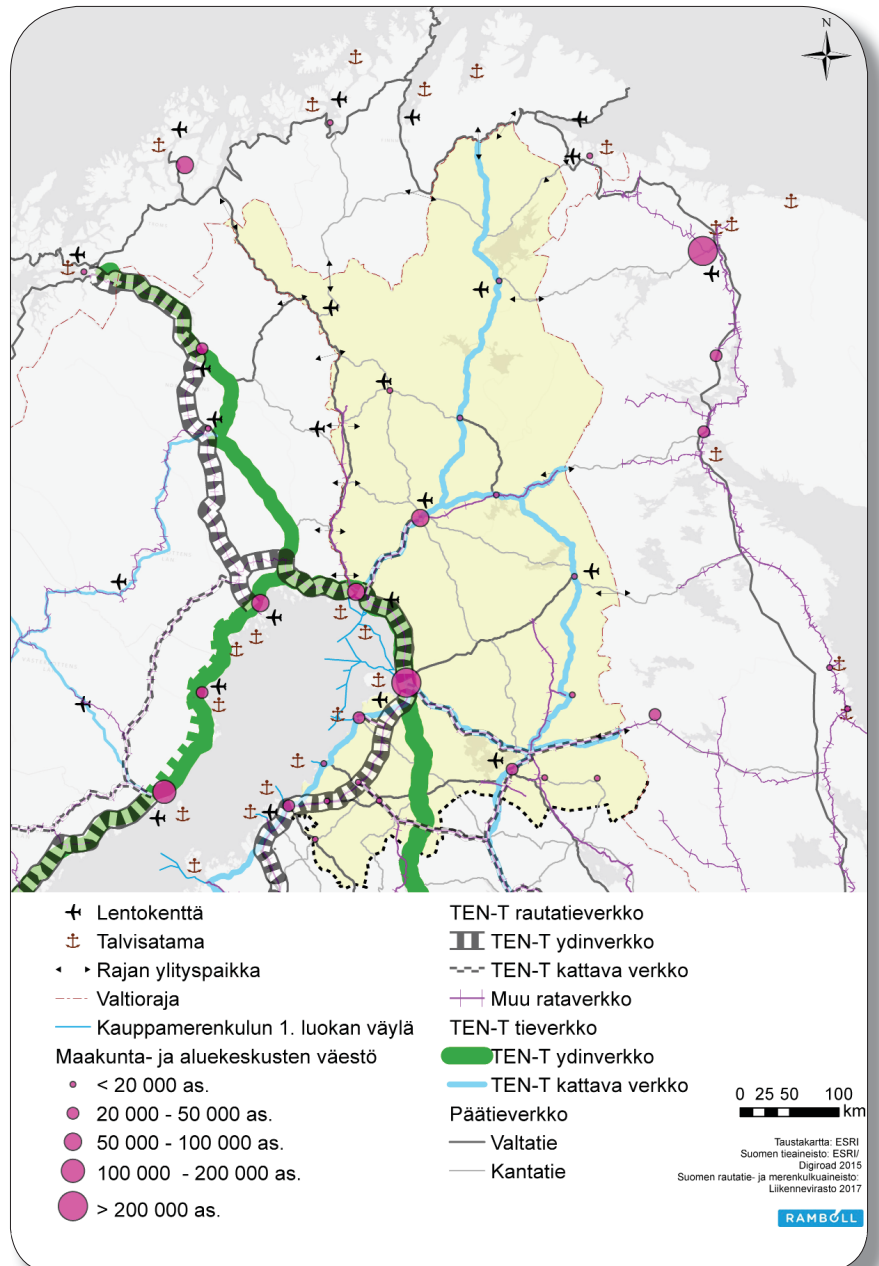 N
Lentokenttä
Talvisatama
Rajan ylityspaikka
Valtioraja
Kauppamerenkulun 1. luokan väylä
Maakunta- ja aluekeskusten väestö
< 20 000 as.
20 000 - 50 000 as.
50 000 - 100 000 as.
100 000 - 200 000 as.
> 200 000 as.
TEN-T rautatieverkko
TEN-T ydinverkko
TEN-T kattava verkko
Muu rataverkko
TEN-T tieverkko
TEN-T ydinverkko
TEN-T kattava verkko
Päätieverkko
Valtatie
Kantatie
0 25 50 100
km
Taustakartta: ESRI
Suomen tieaineisto: ESRI/
Digiroad 2015
Suomen rautatie- ja merenkulkuaineisto:
Liikennevirasto 2017
RAMBOLL